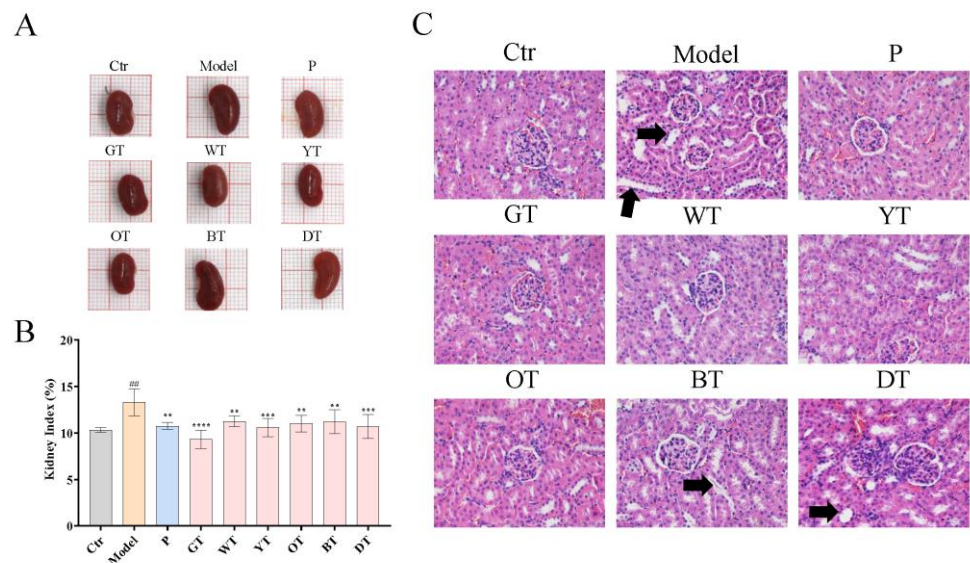 A
Ctr Model P
GT WT YT
OT BT DT
B
Kidney Index (%)
20
15
10
5
0
##
** **** ** *** ** ** ***
Ctr Model P GT WT YT OT BT DT
C
Ctr Model P
GT WT YT
OT BT DT